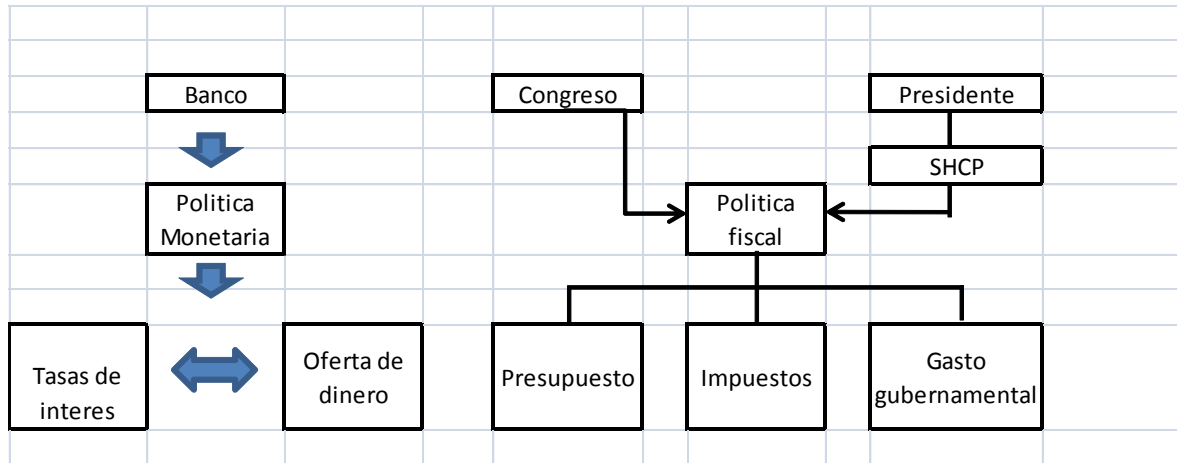 Banco
Congreso
Presidente
SHCP
Politica
Monetaria
Politica
fiscal
Tasas de
interes
Oferta de
dinero
Presupuesto
Impuestos
Gasto
gubernamental